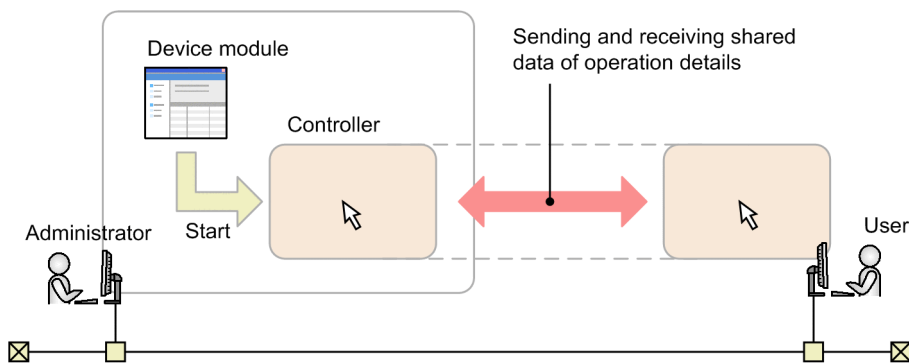 Device module
Sending and receiving shared
data of operation details
Controller
Start
Administrator
User